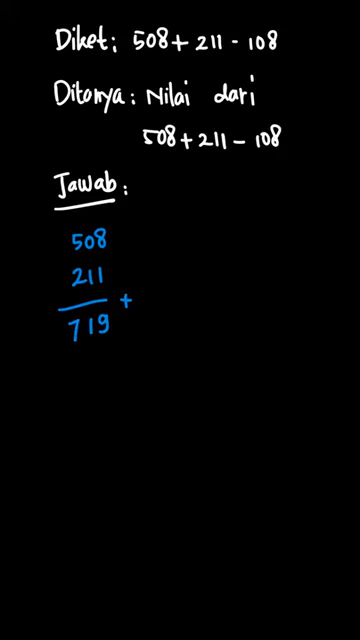 Diket: 508 + 211 - 108
Ditanya: Nilai dari
508 + 211 - 108
Jawab:
508
211
+
719